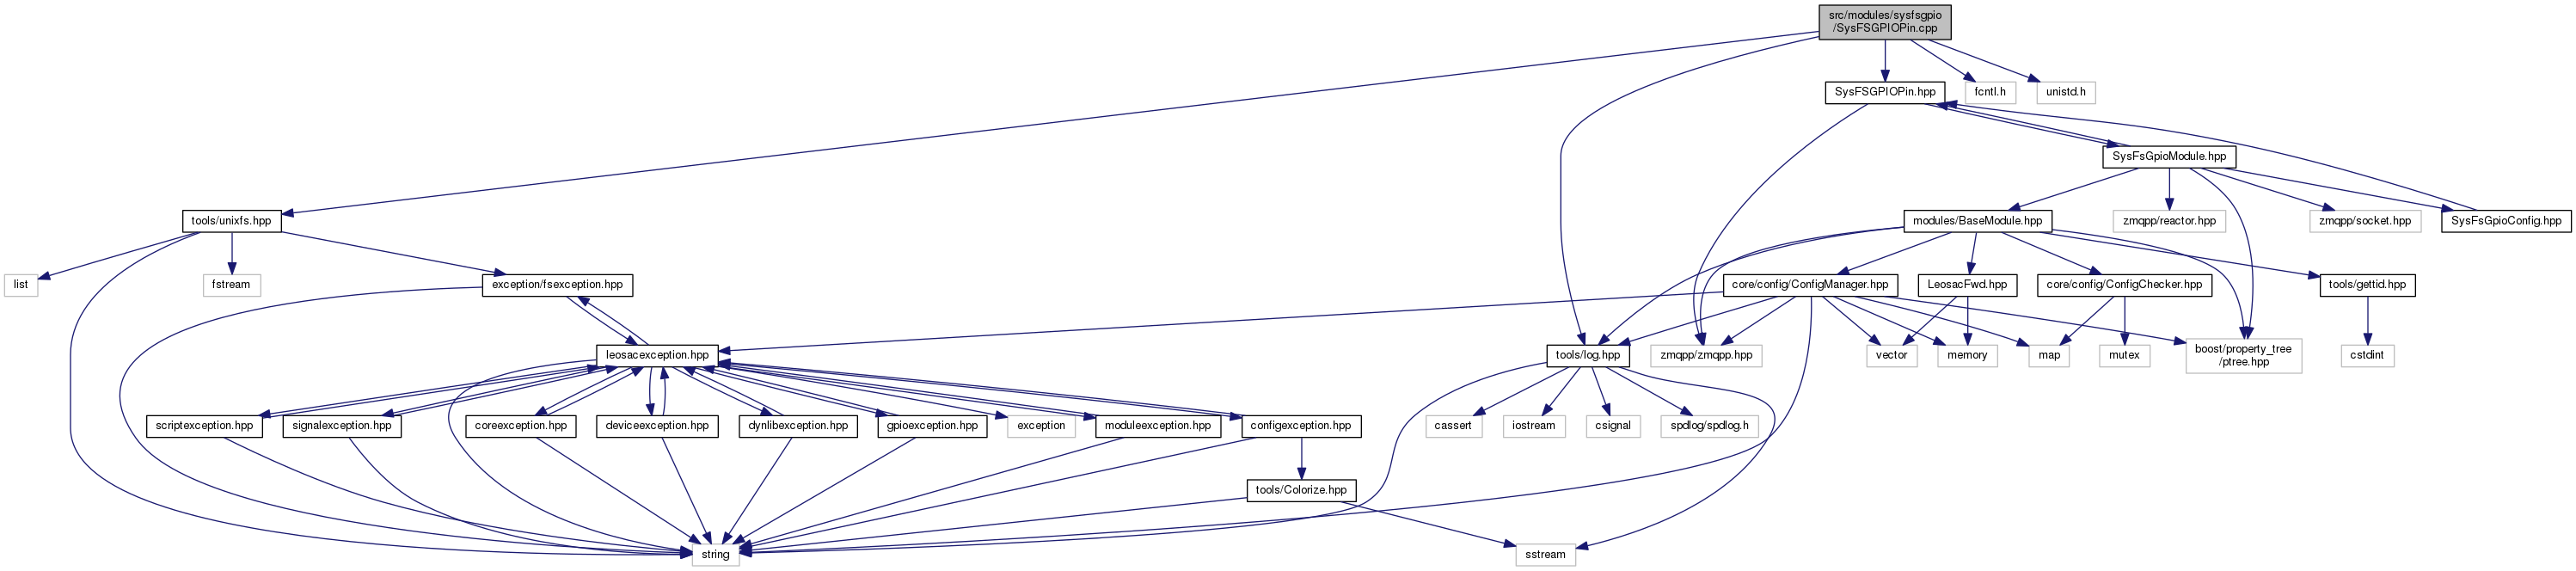 src/modules/sysfsgpio
/SysFSGPIOPin.cpp
SysFSGPIOPin.hpp
fcntl.h
unistd.h
SysFsGpioModule.hpp
tools/unixfs.hpp
modules/BaseModule.hpp
zmqpp/reactor.hpp
zmqpp/socket.hpp
SysFsGpioConfig.hpp
list
fstream
exception/fsexception.hpp
core/config/ConfigManager.hpp
LeosacFwd.hpp
core/config/ConfigChecker.hpp
tools/gettid.hpp
leosacexception.hpp
tools/log.hpp
zmqpp/zmqpp.hpp
vector
memory
map
mutex
boost/property_tree
/ptree.hpp
cstdint
scriptexception.hpp
signalexception.hpp
coreexception.hpp
deviceexception.hpp
dynlibexception.hpp
gpioexception.hpp
exception
moduleexception.hpp
configexception.hpp
cassert
iostream
csignal
spdlog/spdlog.h
tools/Colorize.hpp
string
sstream